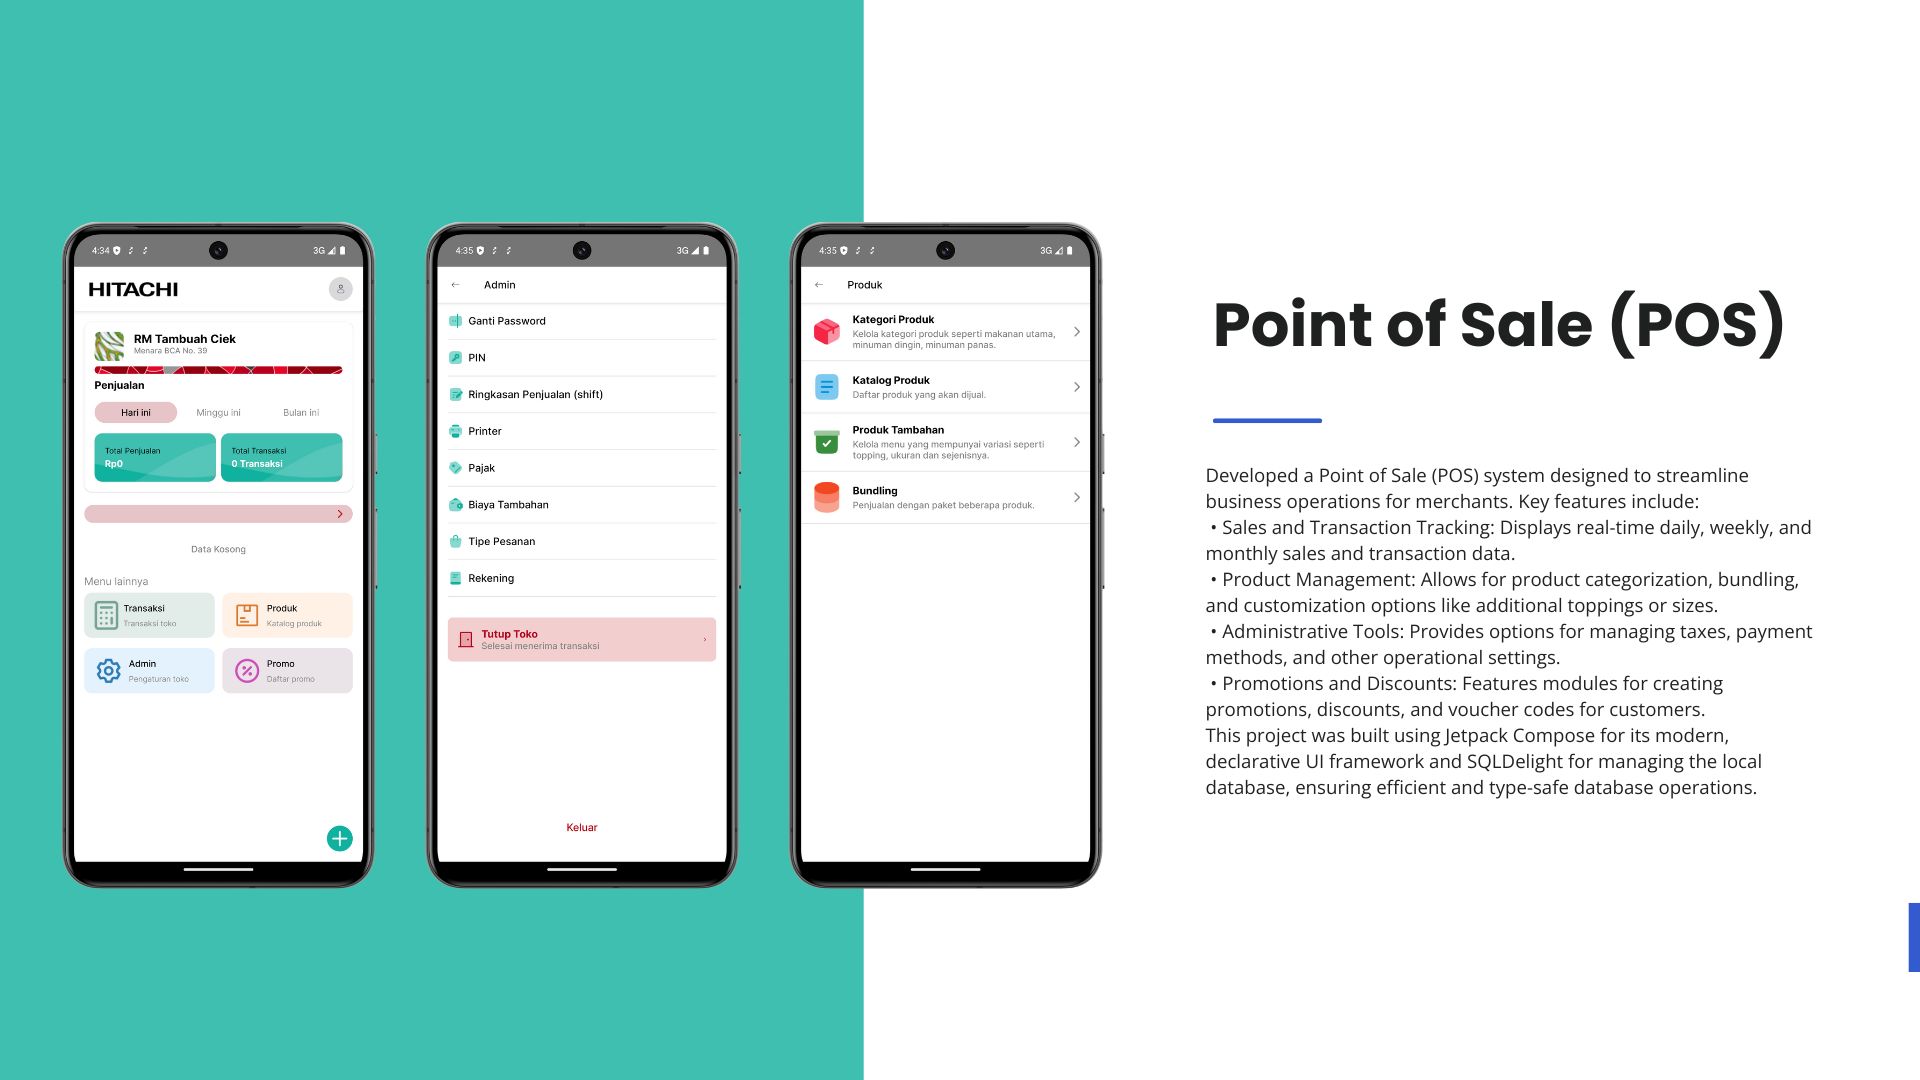 4:34
3G
HITACHI
RM Tambuah Ciek
Menara BCA No. 39
Penjualan
Hari ini
Minggu ini
Bulan ini
Total Penjualan
Rp0
Total Transaksi
0 Transaksi
Data Kosong
Menu lainnya
Transaksi
Transaksi toko
Produk
Katalog produk
Admin
Pengaturan toko
Promo
Daftar promo
4:35
3G
Admin
Ganti Password
PIN
Ringkasan Penjualan (shift)
Printer
Pajak
Biaya Tambahan
Tipe Pesanan
Rekening
Tutup Toko
Selesai menerima transaksi
Keluar
4:35
3G
Produk
Kategori Produk
Kelola kategori produk seperti makanan utama,
minuman dingin, minuman panas.
Katalog Produk
Daftar produk yang akan dijual.
Produk Tambahan
Kelola menu yang mempunyai variasi seperti
topping, ukuran dan sejenisnya.
Bundling
Penjualan dengan paket beberapa produk.
Point of Sale (POS)
Developed a Point of Sale (POS) system designed to streamline
business operations for merchants. Key features include:
• Sales and Transaction Tracking: Displays real-time daily, weekly, and
monthly sales and transaction data.
• Product Management: Allows for product categorization, bundling,
and customization options like additional toppings or sizes.
• Administrative Tools: Provides options for managing taxes, payment
methods, and other operational settings.
• Promotions and Discounts: Features modules for creating
promotions, discounts, and voucher codes for customers.
This project was built using Jetpack Compose for its modern,
declarative UI framework and SQLDelight for managing the local
database, ensuring efficient and type-safe database operations.